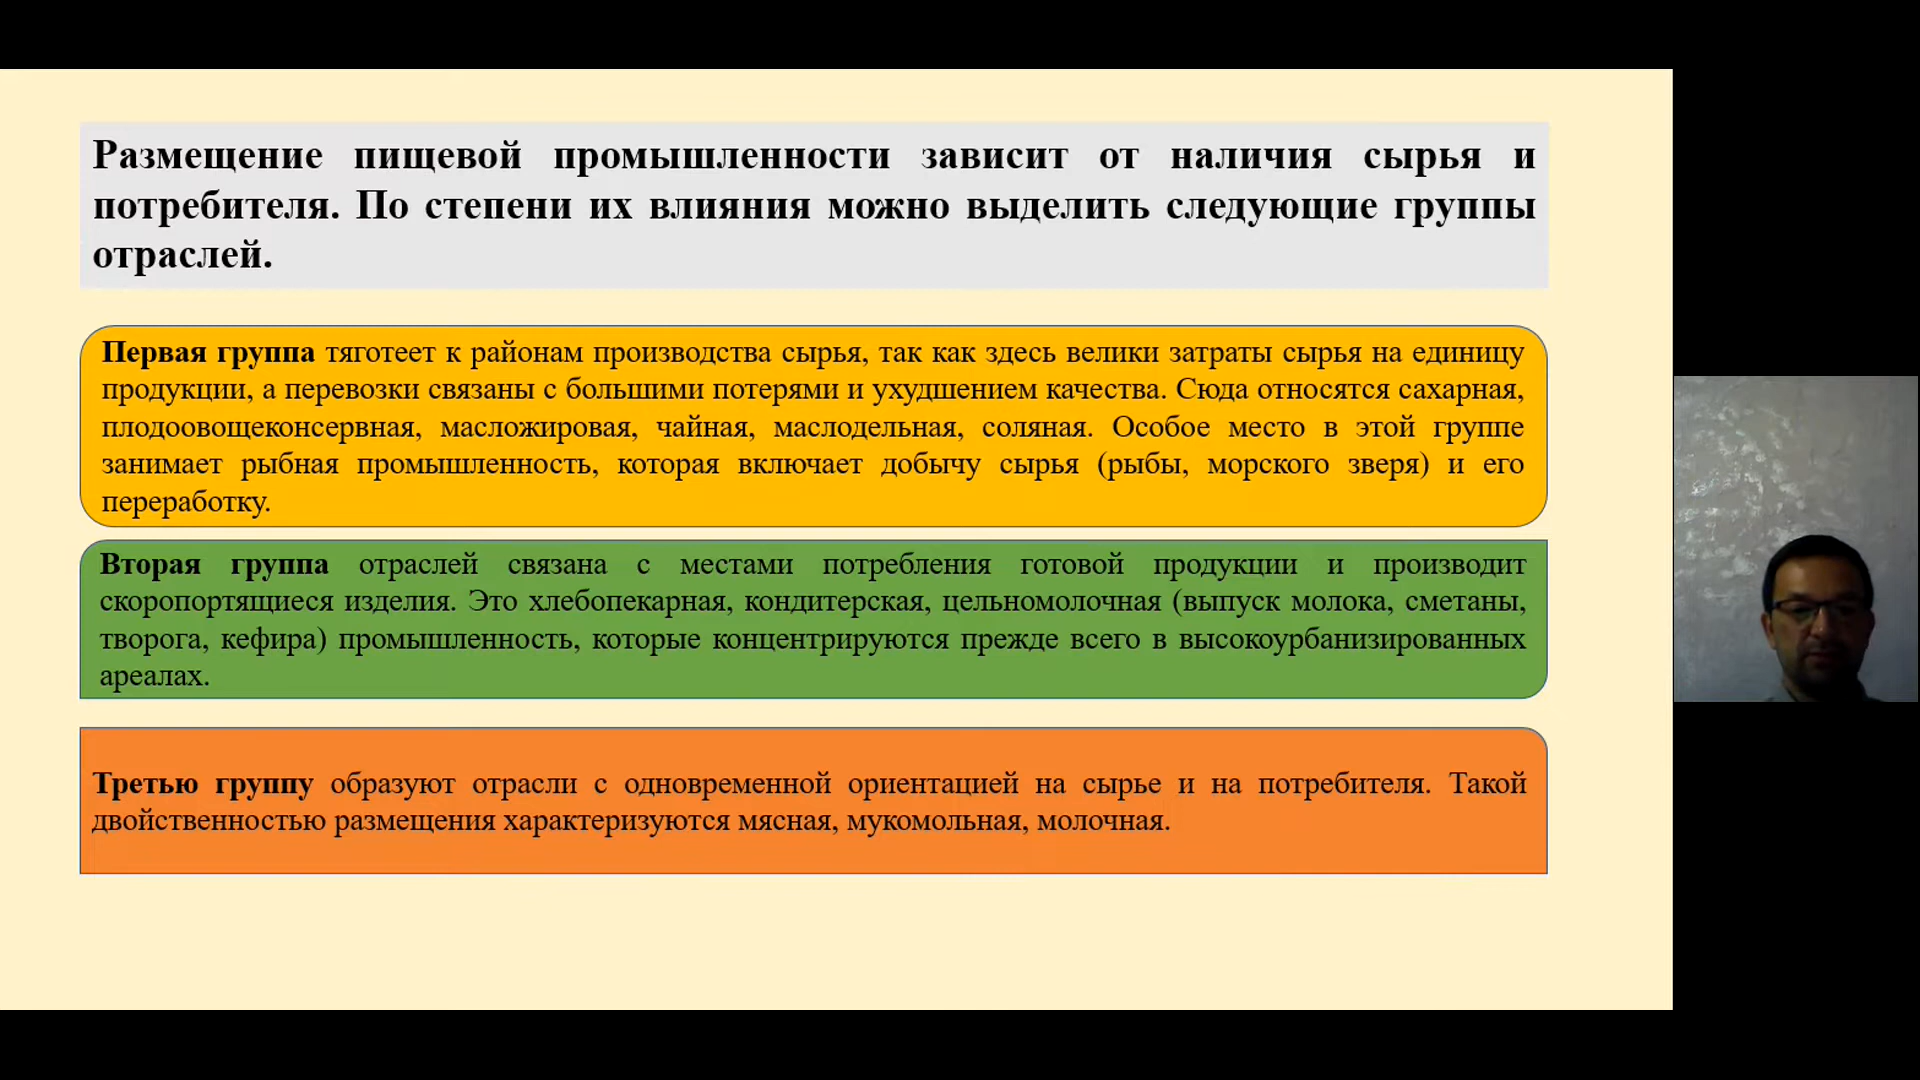 Размещение пищевой промышленности зависит от наличия сырья и
потребителя. По степени их влияния можно выделить следующие группы
отраслей.
Первая группа тяготеет к районам производства сырья, так как здесь велики затраты сырья на единицу
продукции, а перевозки связаны с большими потерями и ухудшением качества. Сюда относятся сахарная,
плодоовощеконсервная, масложировая, чайная, маслодельная, соляная. Особое место в этой группе
занимает рыбная промышленность, которая включает добычу сырья (рыбы, морского зверя) и его
переработку.
Вторая группа отраслей связана с местами потребления готовой продукции и производит
скоропортящиеся изделия. Это хлебопекарная, кондитерская, цельномолочная (выпуск молока, сметаны,
творога, кефира) промышленность, которые концентрируются прежде всего в высокоурбанизированных
ареалах.
Третью группу образуют отрасли с одновременной ориентацией на сырье и на потребителя. Такой
двойственностью размещения характеризуются мясная, мукомольная, молочная.